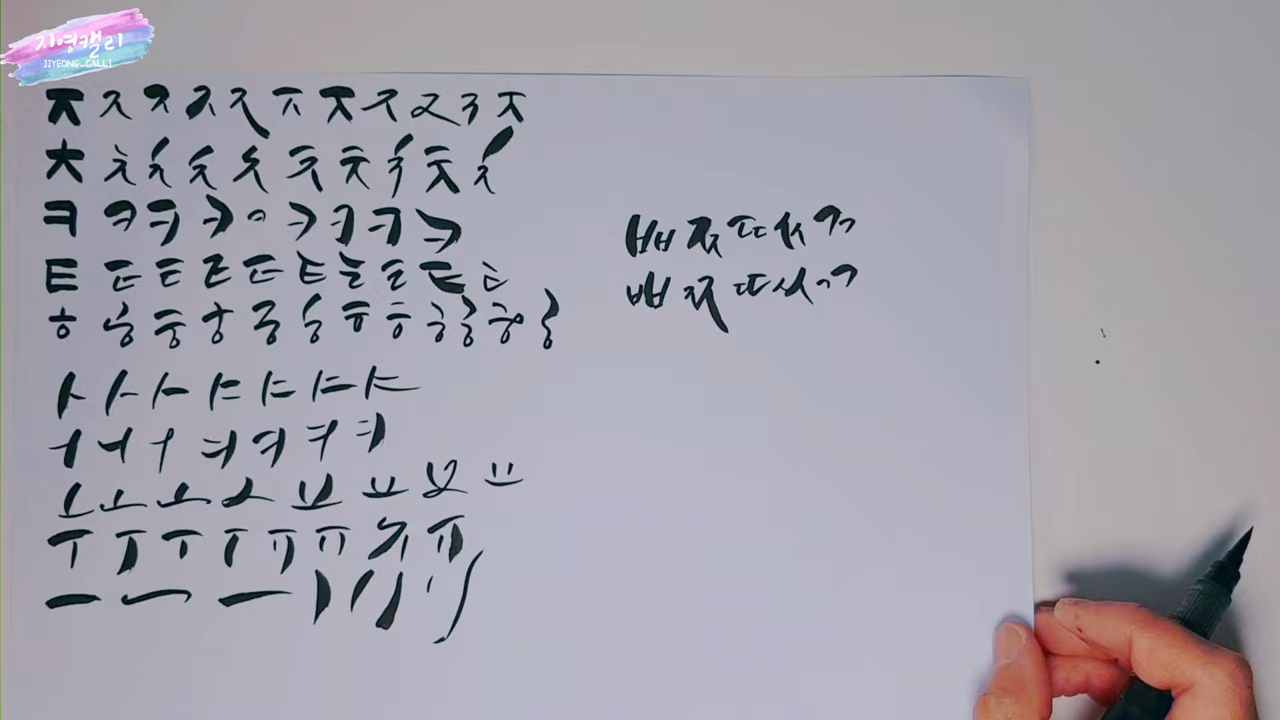 지영캘리
JIYEONG_CALLI
ㅈ ㅈ ㅈ ㅈ ㅈ ㅈ ㅈ ㅈ ㅈ ㅈ ㅈ
ㅊ ㅊ ㅊ ㅊ ㅊ ㅊ ㅊ ㅊ ㅊ ㅊ
ㅋ ㅋ ㅋ ㅋ ㅋ ㅋ ㅋ ㅋ
ㅌ ㅌ ㅌ ㅌ ㅌ ㅌ ㅌ ㅌ ㅌ ㅌ
ㅎ ㅎ ㅎ ㅎ ㅎ ㅎ ㅎ ㅎ ㅎ ㅎ ㅎ ㅎ
ㅏ ㅏ ㅏ ㅑ ㅑ ㅑ ㅑ
ㅓ ㅓ ㅓ ㅕ ㅕ ㅕ ㅕ
ㅗ ㅗ ㅗ ㅗ ㅛ ㅛ ㅛ ㅛ
ㅜ ㅜ ㅜ ㅜ ㅠ ㅠ ㅠ ㅠ
ㅡ ㅡ ㅡ ㅣ ㅣ ㅣ ㅣ ㅣ
ㅃ ㅉ ㄸ ㅆ ㄲ
ㅃ ㅉ ㄸ ㅆ ㄲ